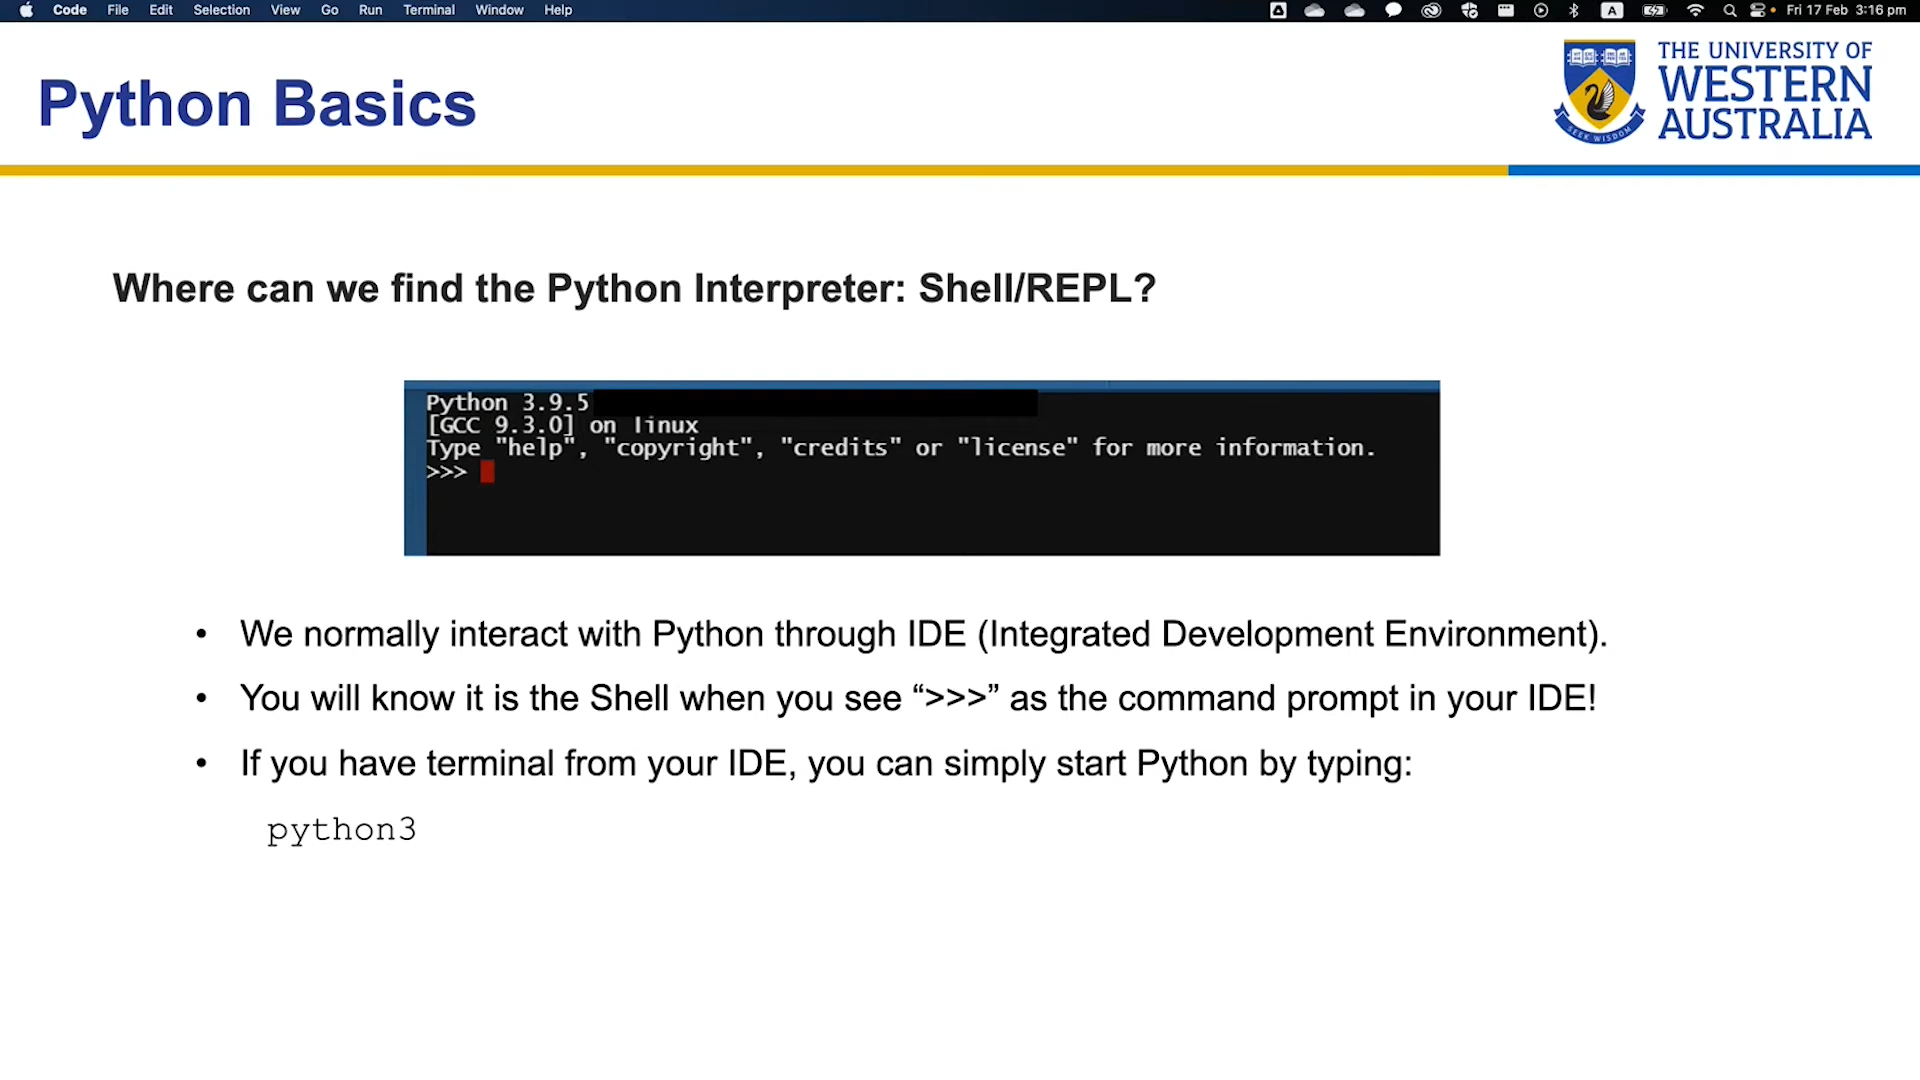 Code File Edit Selection View Go Run Terminal Window Help A Fri 17 Feb 3:16 pm
Python Basics
THE UNIVERSITY OF
WESTERN
AUSTRALIA
SEEK WISDOM
Where can we find the Python Interpreter: Shell/REPL?
Python 3.9.5
[GCC 9.3.0] on linux
Type "help", "copyright", "credits" or "license" for more information.
>>>
• We normally interact with Python through IDE (Integrated Development Environment).
• You will know it is the Shell when you see “>>>” as the command prompt in your IDE!
• If you have terminal from your IDE, you can simply start Python by typing:
python3